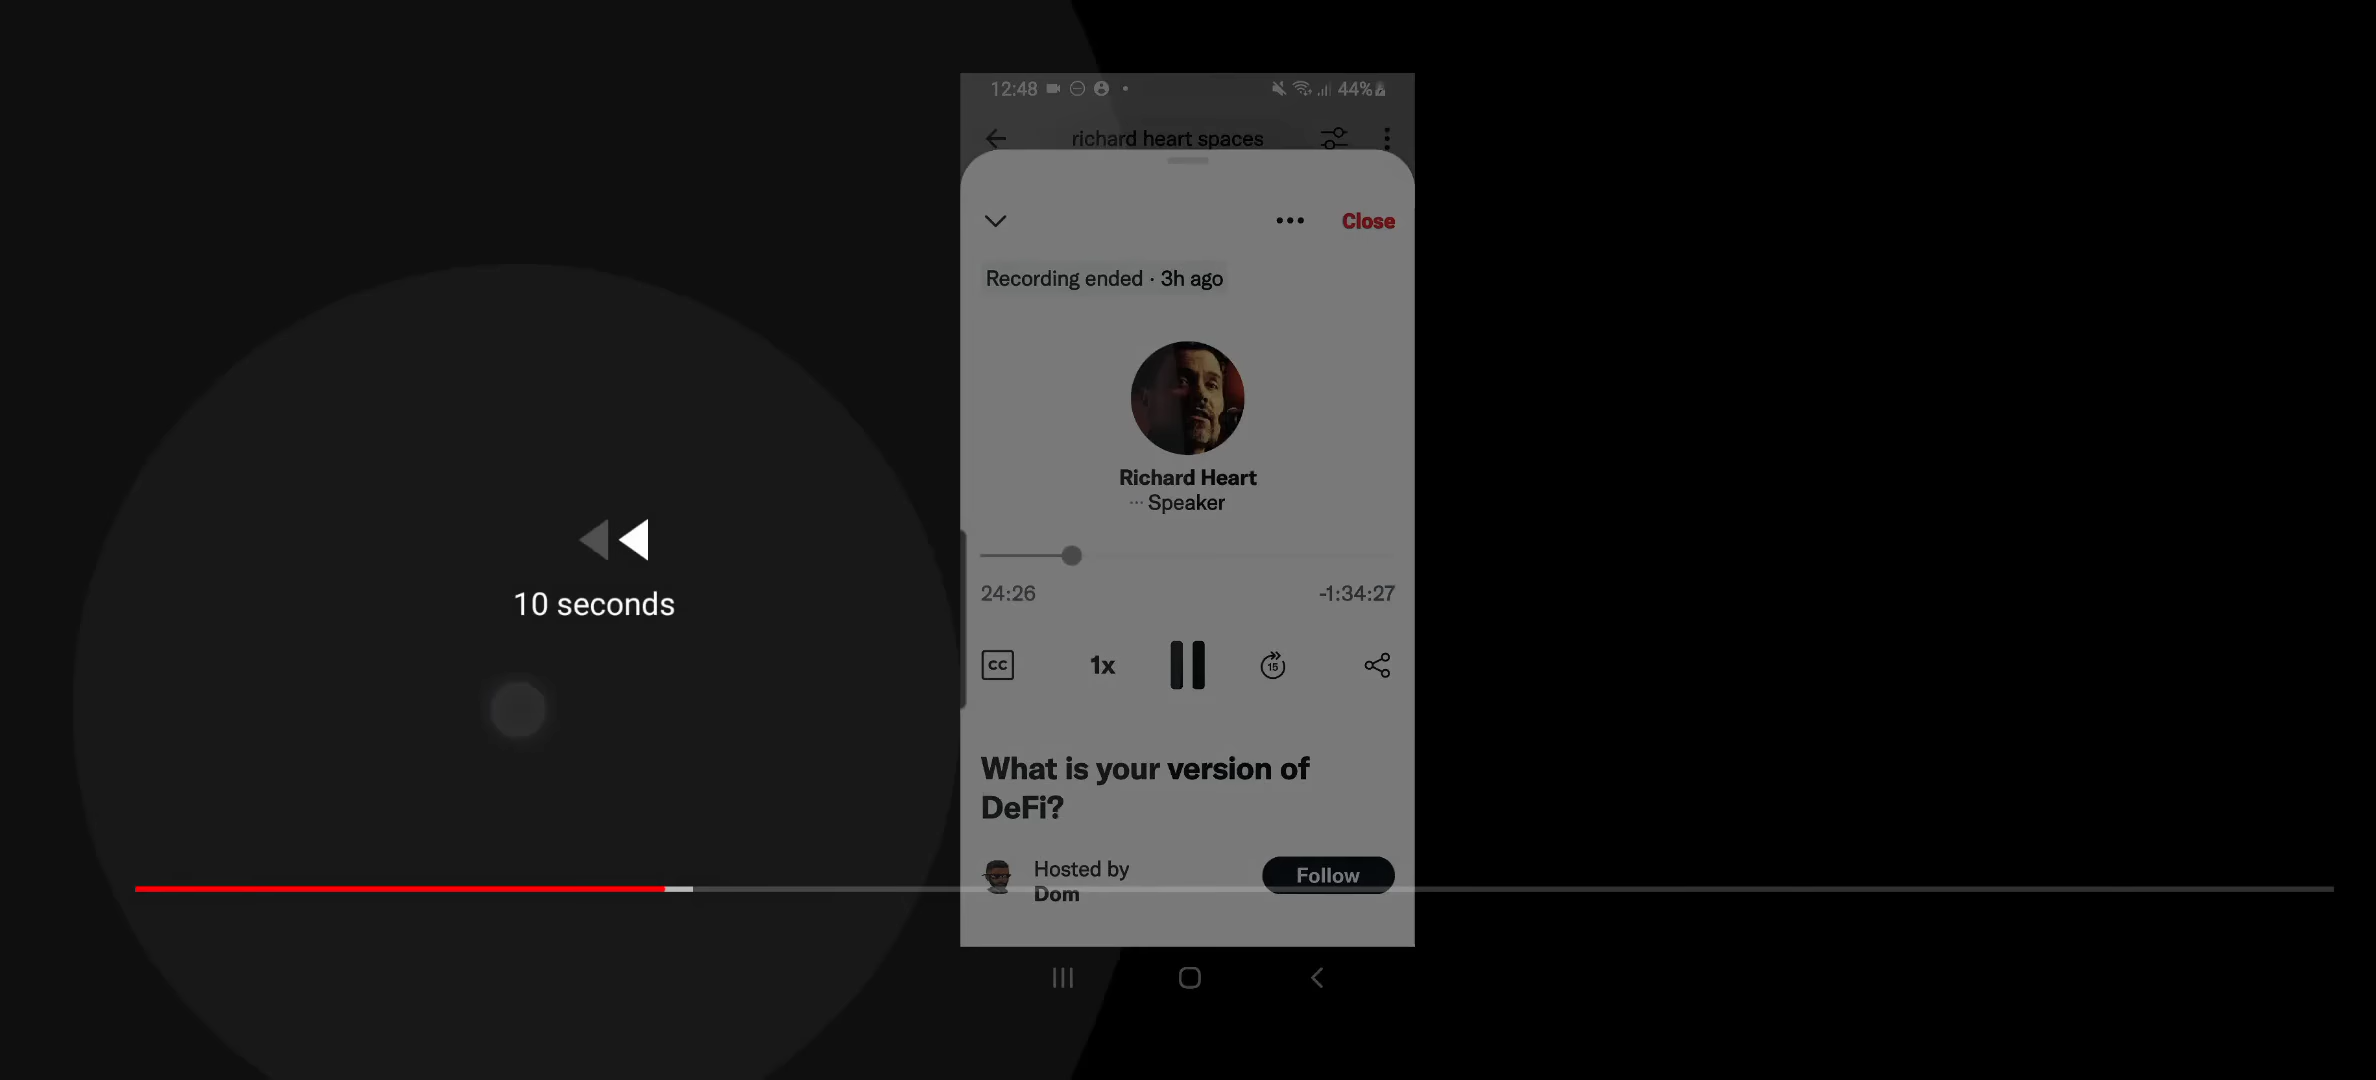 12:48
44%
richard heart spaces
Close
Recording ended · 3h ago
Richard Heart
Speaker
10 seconds
24:26
-1:34:27
CC
1x
15
What is your version of
DeFi?
Hosted by
Dom
Follow